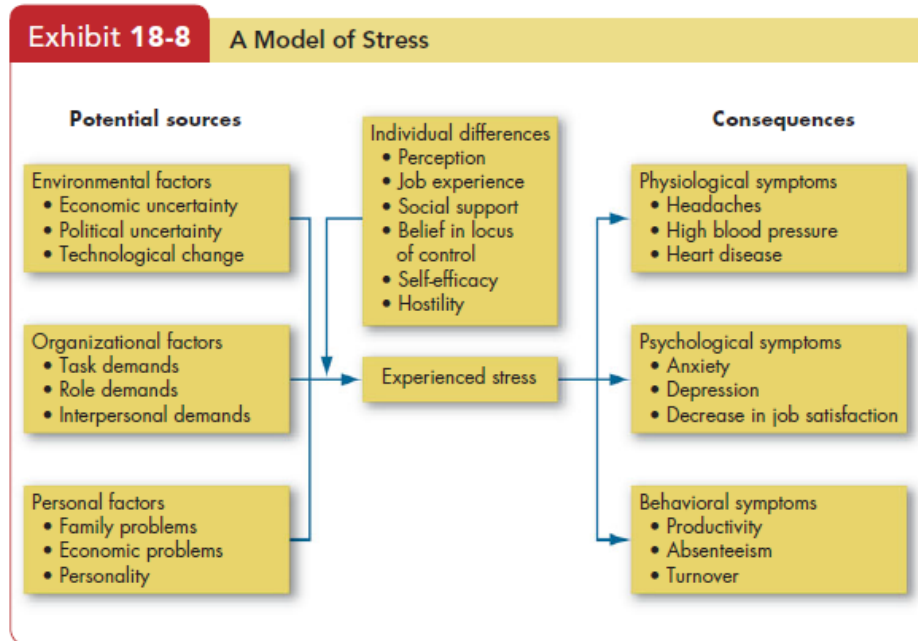 Exhibit 18-8
A Model of Stress
Potential sources
Environmental factors
• Economic uncertainty
• Political uncertainty
• Technological change
Organizational factors
• Task demands
• Role demands
• Interpersonal demands
Personal factors
• Family problems
• Economic problems
• Personality
Individual differences
• Perception
• Job experience
• Social support
• Belief in locus
of control
• Self-efficacy
• Hostility
Experienced stress
Consequences
Physiological symptoms
• Headaches
• High blood pressure
• Heart disease
Psychological symptoms
• Anxiety
• Depression
• Decrease in job satisfaction
Behavioral symptoms
• Productivity
• Absenteeism
• Turnover